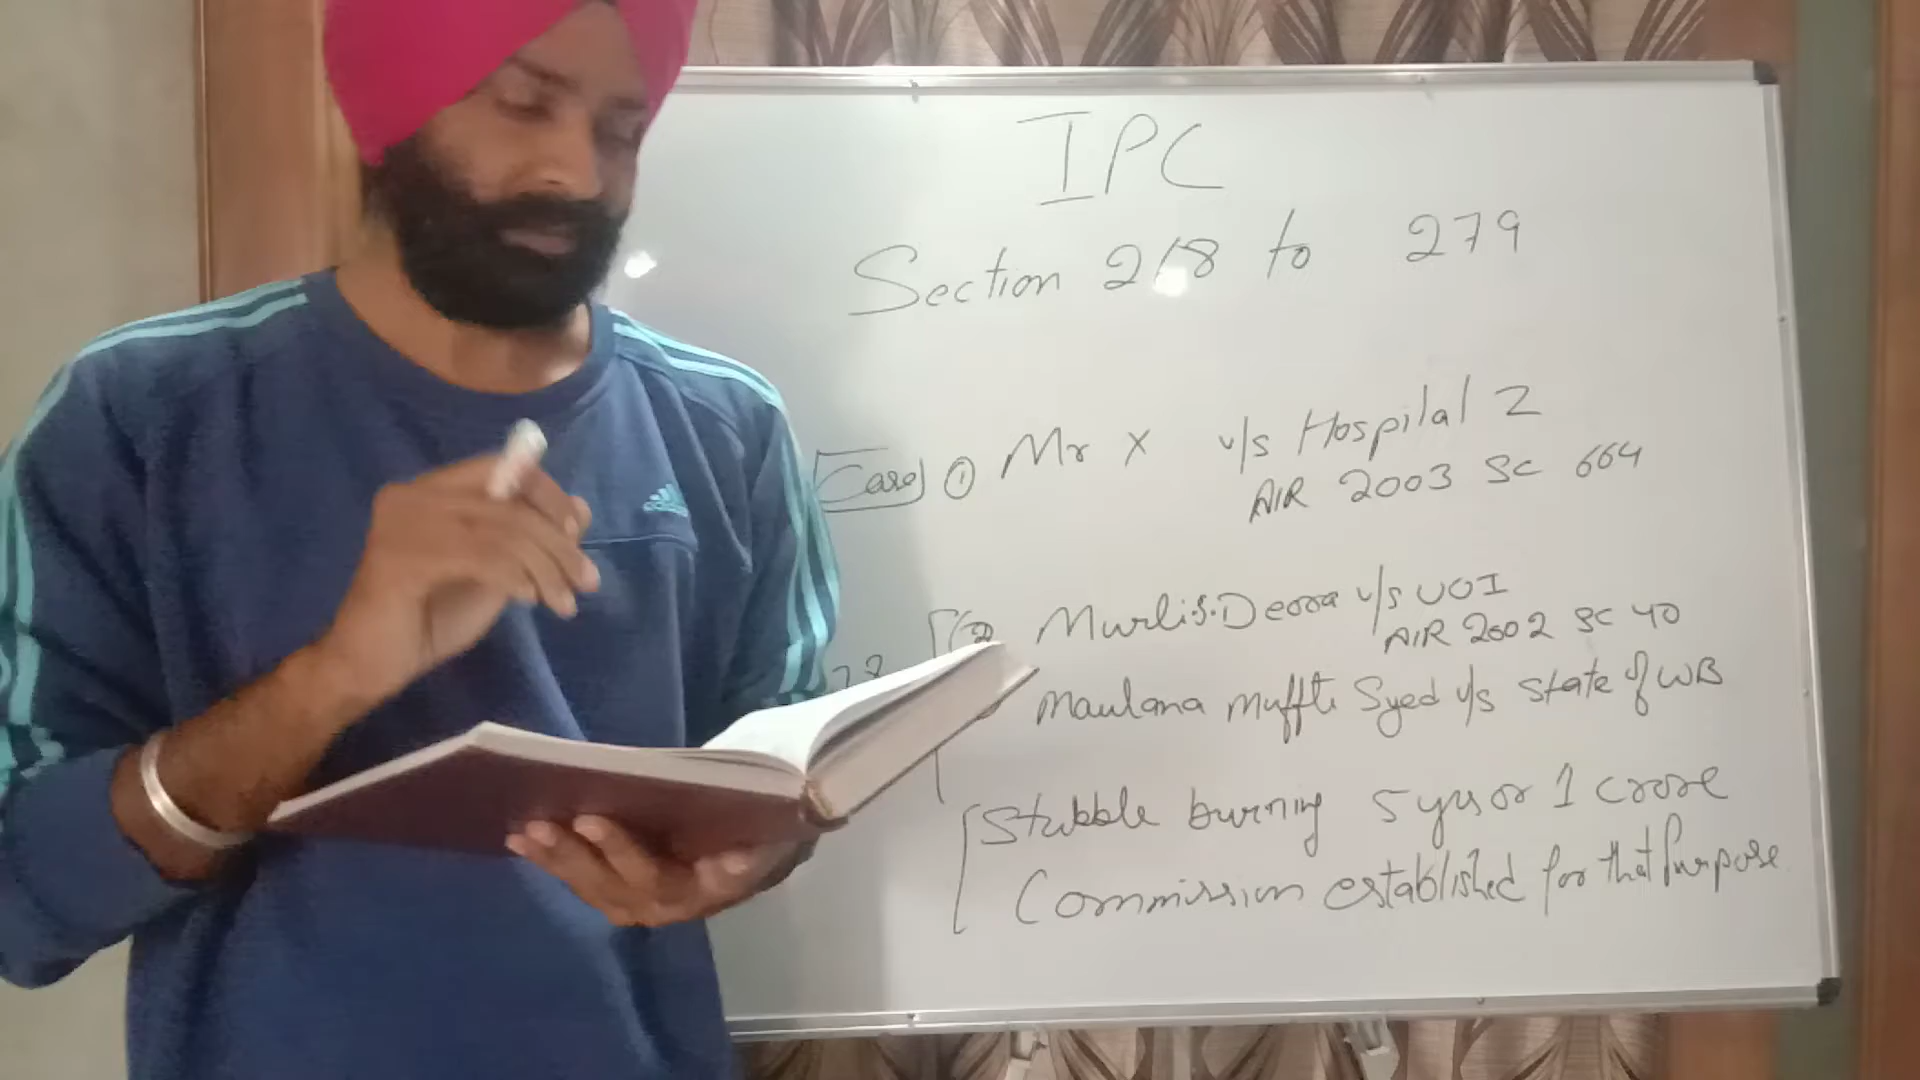 IPC
Section 218 to 279
Case ① Mr X v/s Hospital Z
AIR 2003 SC 664
(2 Murli.S.Deora v/s UOI
AIR 2002 SC 40
Maulana Muffti Syed v/s State of WB
Stubble burning 5 yrs or 1 crore
Commission established for that Purpose
adidas